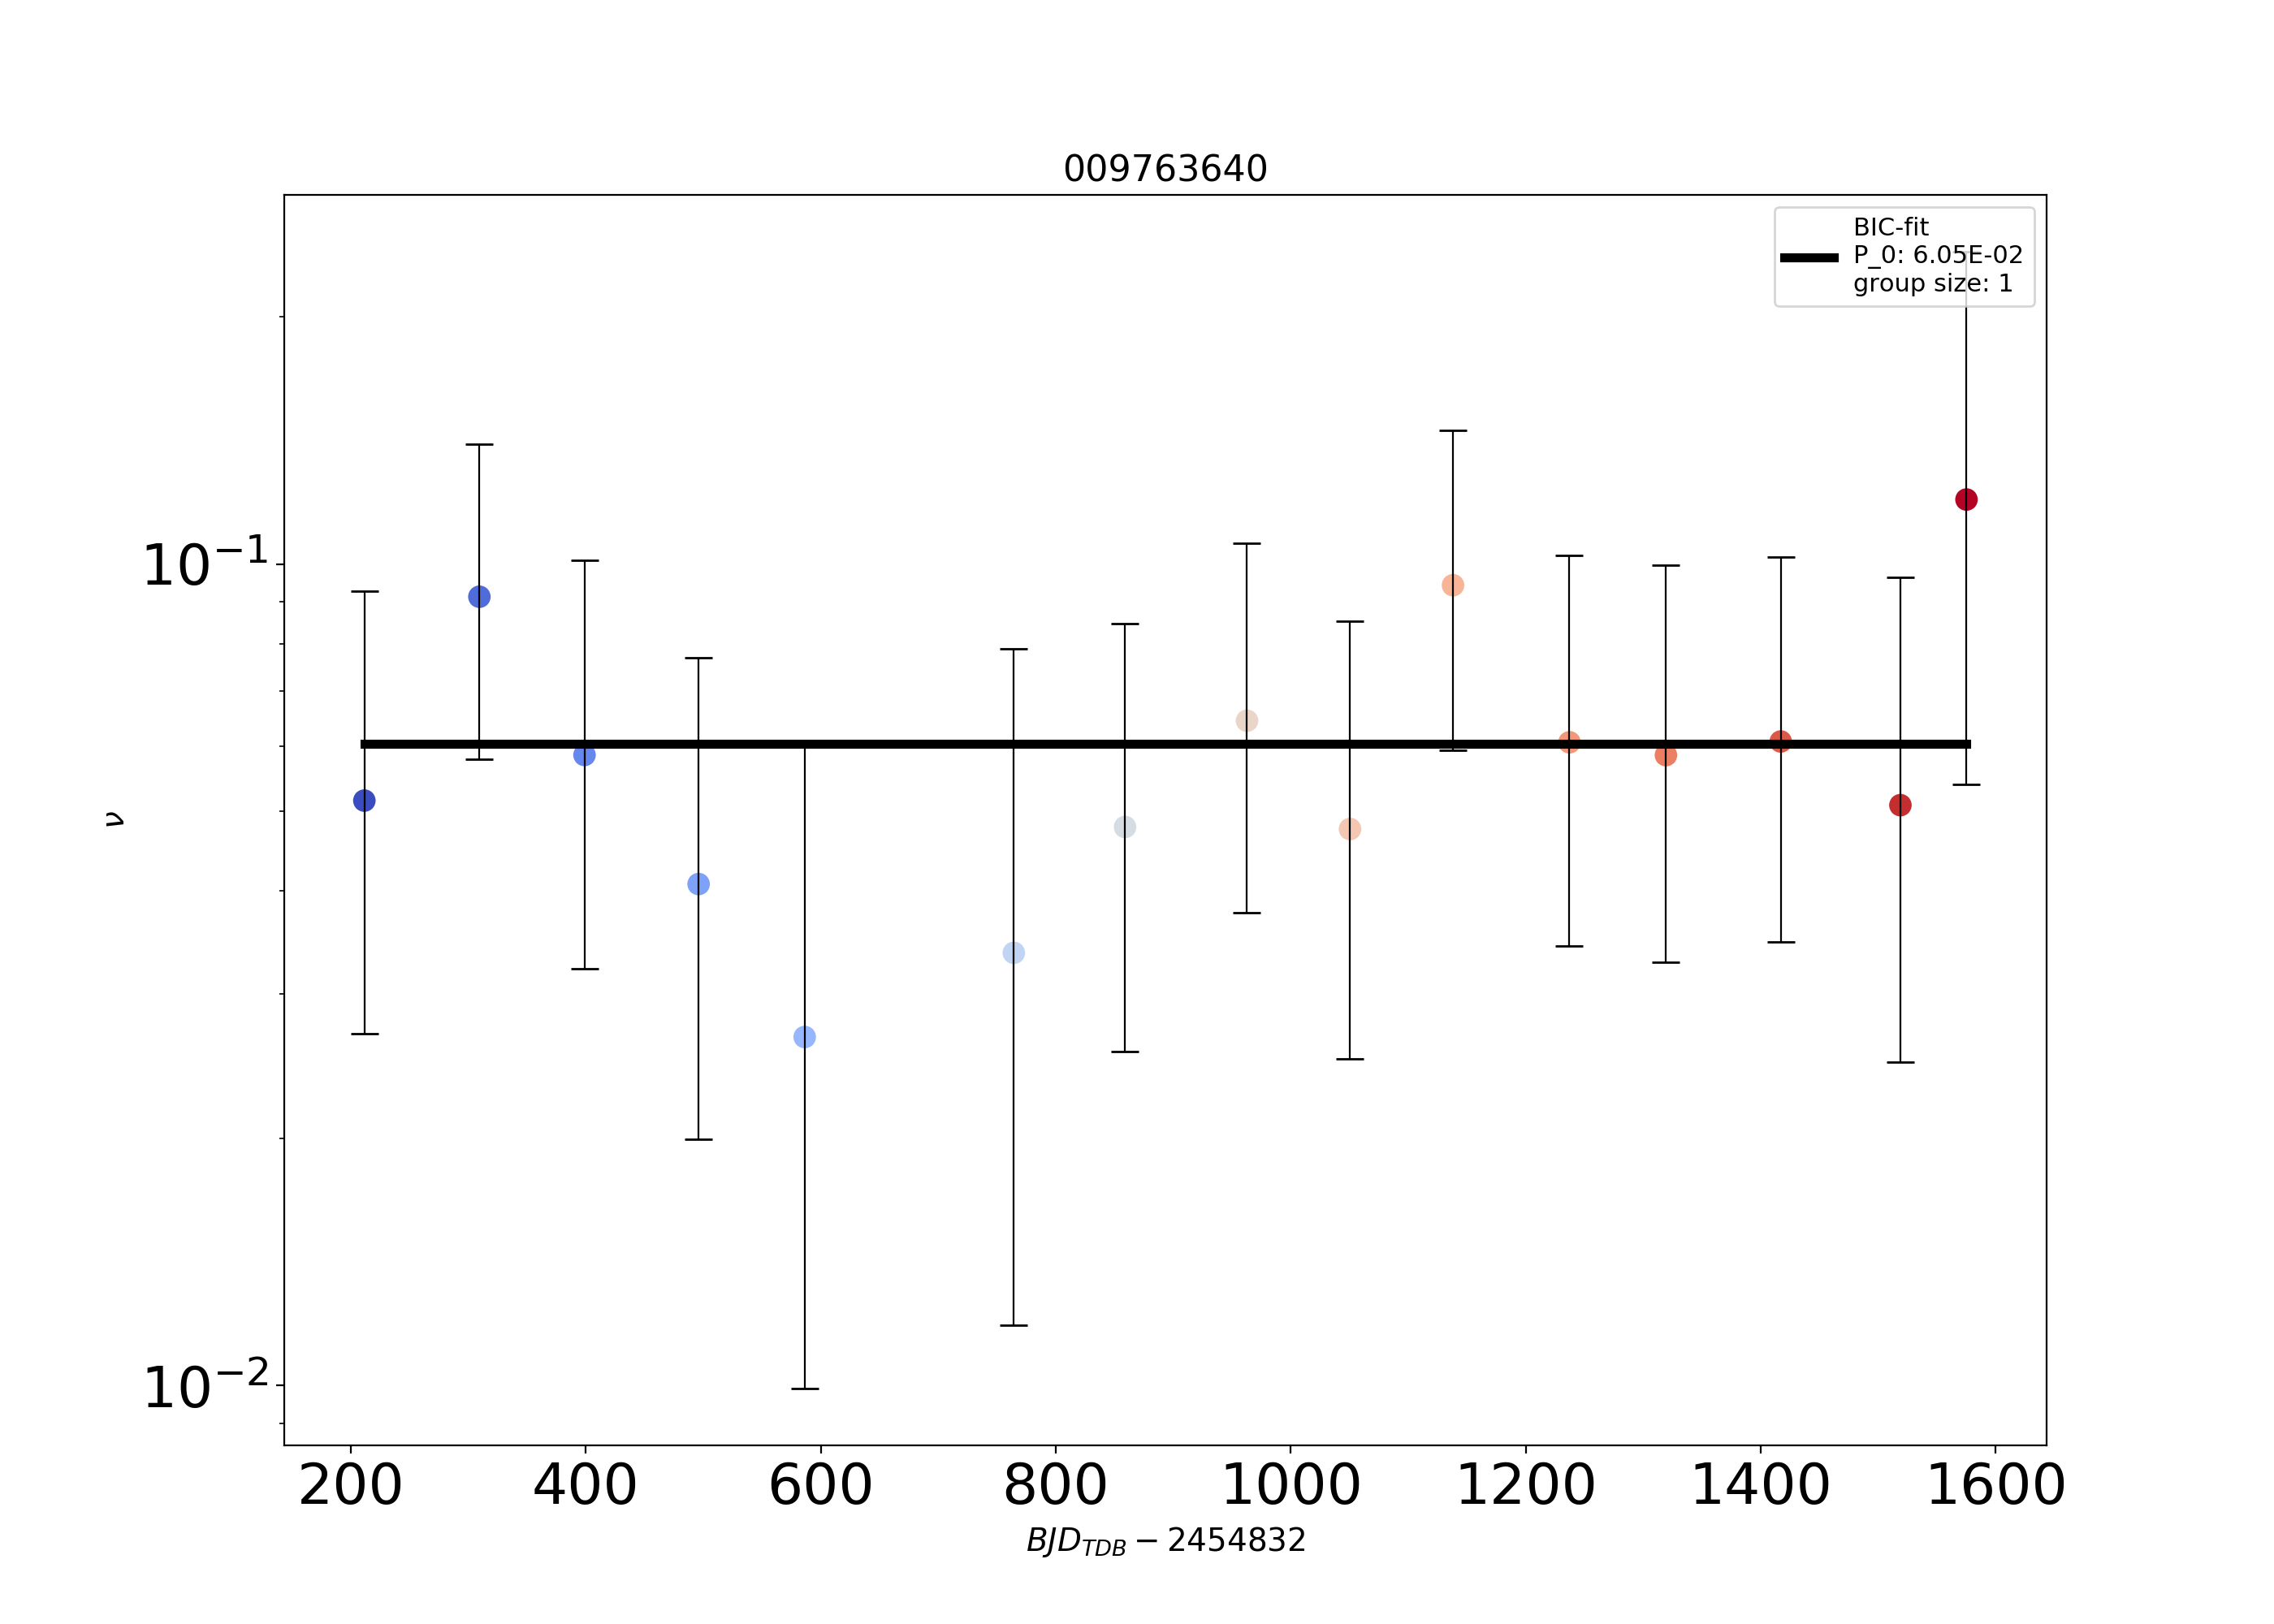 009763640
BIC-fit
P_0: 6.05E-02
group size: 1
10⁻¹
10⁻²
ν
200 400 600 800 1000 1200 1400 1600
BJD_TDB − 2454832